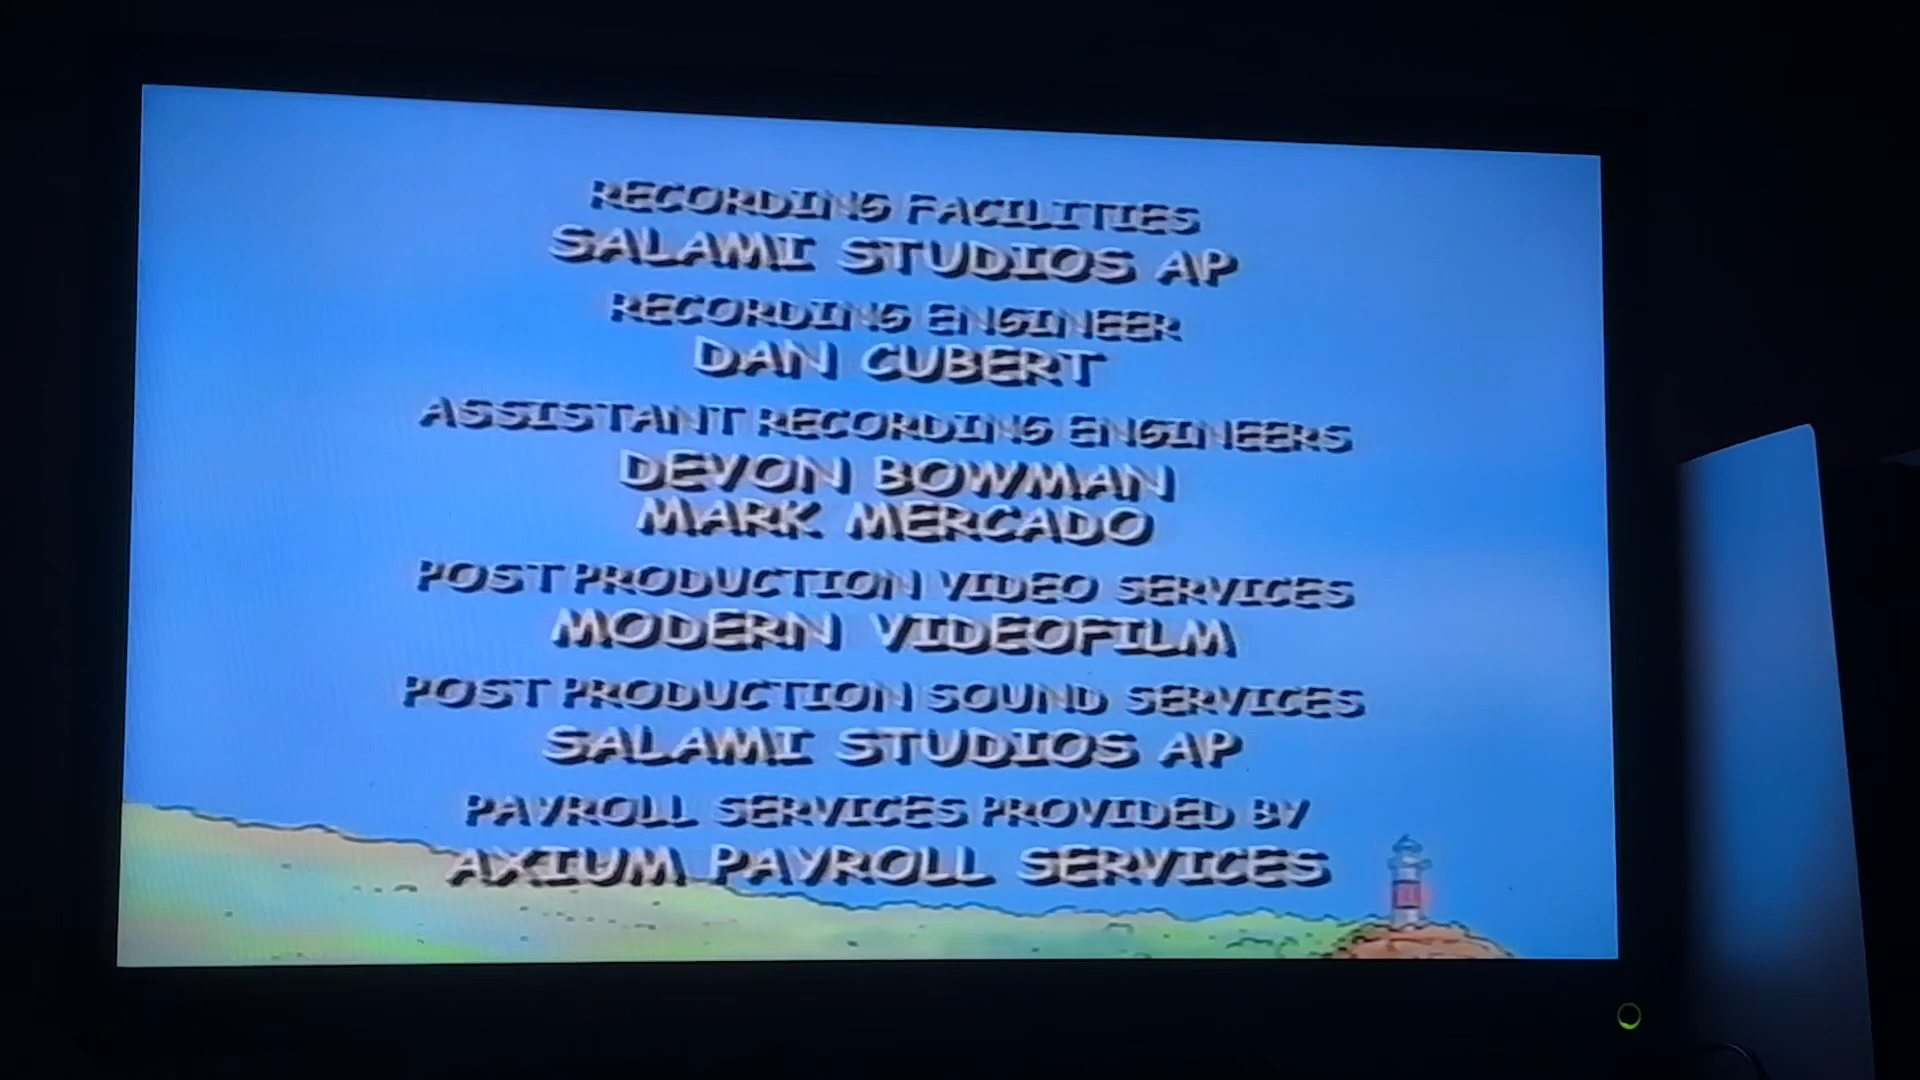 RECORDING FACILITIES
SALAMI STUDIOS AP
RECORDING ENGINEER
DAN CUBERT
ASSISTANT RECORDING ENGINEERS
DEVON BOWMAN
MARK MERCADO
POST PRODUCTION VIDEO SERVICES
MODERN VIDEOFILM
POST PRODUCTION SOUND SERVICES
SALAMI STUDIOS AP
PAYROLL SERVICES PROVIDED BY
AXIUM PAYROLL SERVICES